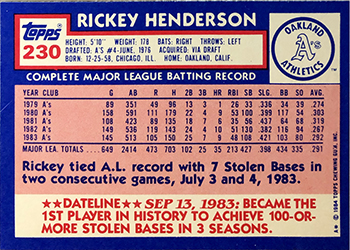 Topps
230
RICKEY HENDERSON
HEIGHT: 5'10" WEIGHT: 178 BATS: RIGHT THROWS: LEFT
DRAFTED: A'S #4-JUNE, 1976 ACQUIRED: VIA DRAFT
BORN: 12-25-58, CHICAGO, ILL. HOME: OAKLAND, CALIF.
OAKLAND
A's
ATHLETICS
TM
COMPLETE MAJOR LEAGUE BATTING RECORD
YEAR CLUB G AB R H 2B 3B HR RBI SB SLG BB SO AVG
1979 A's 89 351 49 96 13 3 1 26 33 .336 34 39 .274
1980 A's 158 591 111 179 22 4 9 53 100 .399 117 54 .303
1981 A's 108 423 89 135 18 7 6 35 56 .437 64 68 .319
1982 A's 149 536 119 143 24 4 10 51 130 .382 116 94 .267
1983 A's 145 513 105 150 25 7 9 48 108 .421 103 80 .292
MAJOR LEA. TOTALS 649 2414 473 703 102 25 35 213 427 .398 434 335 .291
Rickey tied A.L. record with 7 Stolen Bases in
two consecutive games, July 3 and 4, 1983.
★★DATELINE★★ SEP 13, 1983: BECAME THE
1ST PLAYER IN HISTORY TO ACHIEVE 100-OR-
MORE STOLEN BASES IN 3 SEASONS.
© 1984 TOPPS CHEWING GUM, INC.